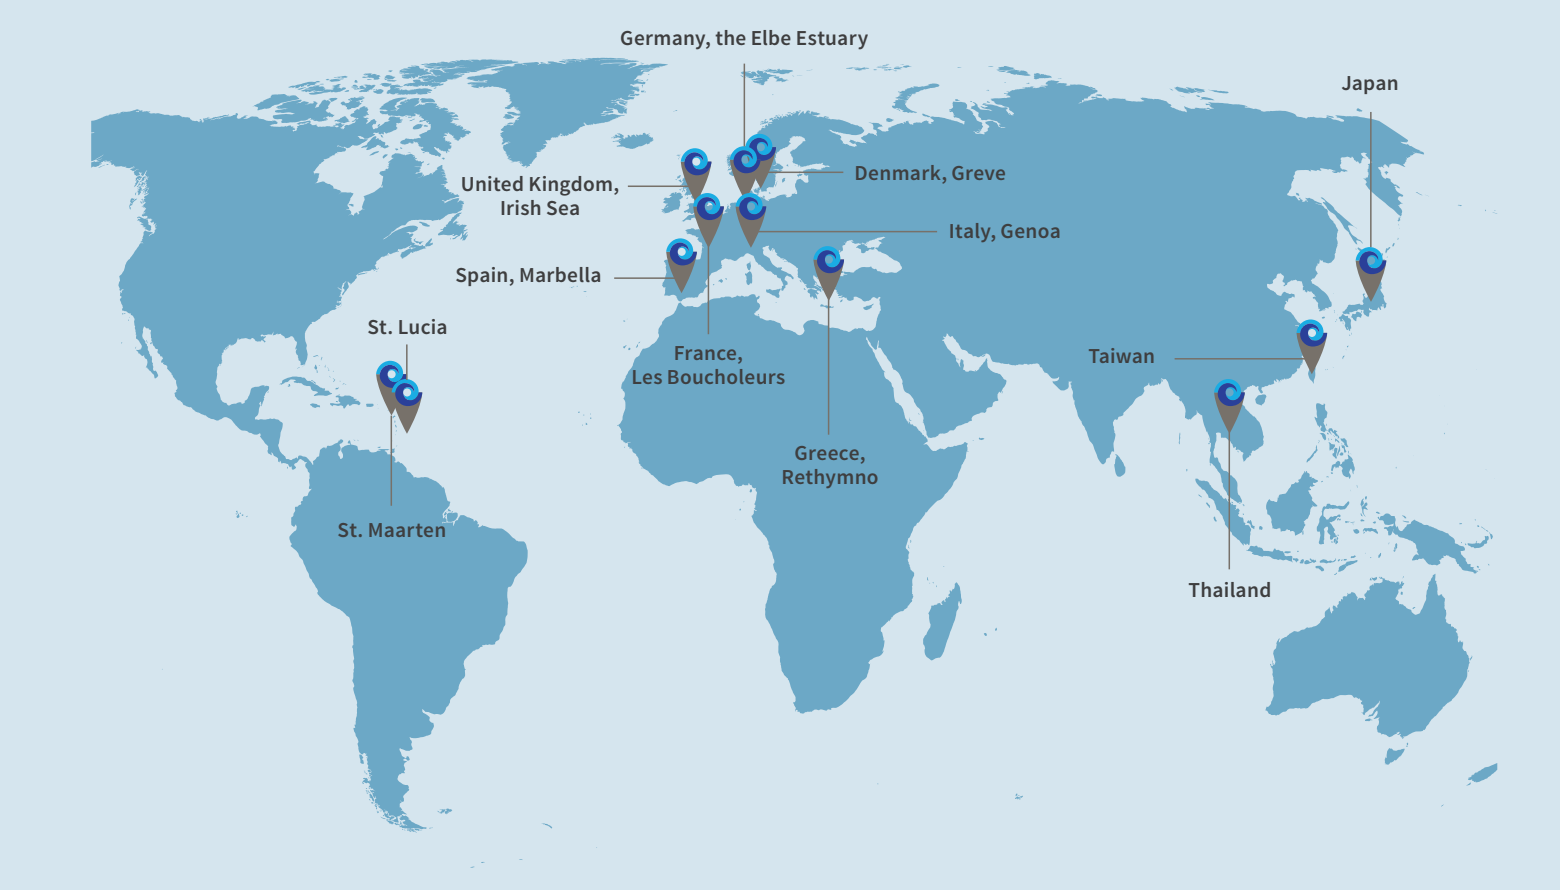 Germany, the Elbe Estuary
Japan
Denmark, Greve
United Kingdom,
Irish Sea
Italy, Genoa
Spain, Marbella
St. Lucia
France,
Les Boucholeurs
Taiwan
Greece,
Rethymno
St. Maarten
Thailand